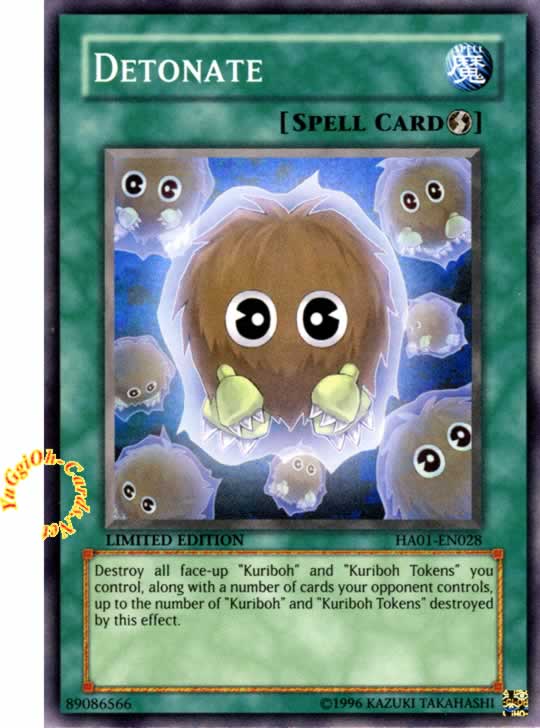 DETONATE
魔
[SPELL CARD]
LIMITED EDITION
HA01-EN028
YuGgiOh-Cards.Net
Destroy all face-up "Kuriboh" and "Kuriboh Tokens" you
control, along with a number of cards your opponent controls,
up to the number of "Kuriboh" and "Kuriboh Tokens" destroyed
by this effect.
89086566
©1996 KAZUKI TAKAHASHI